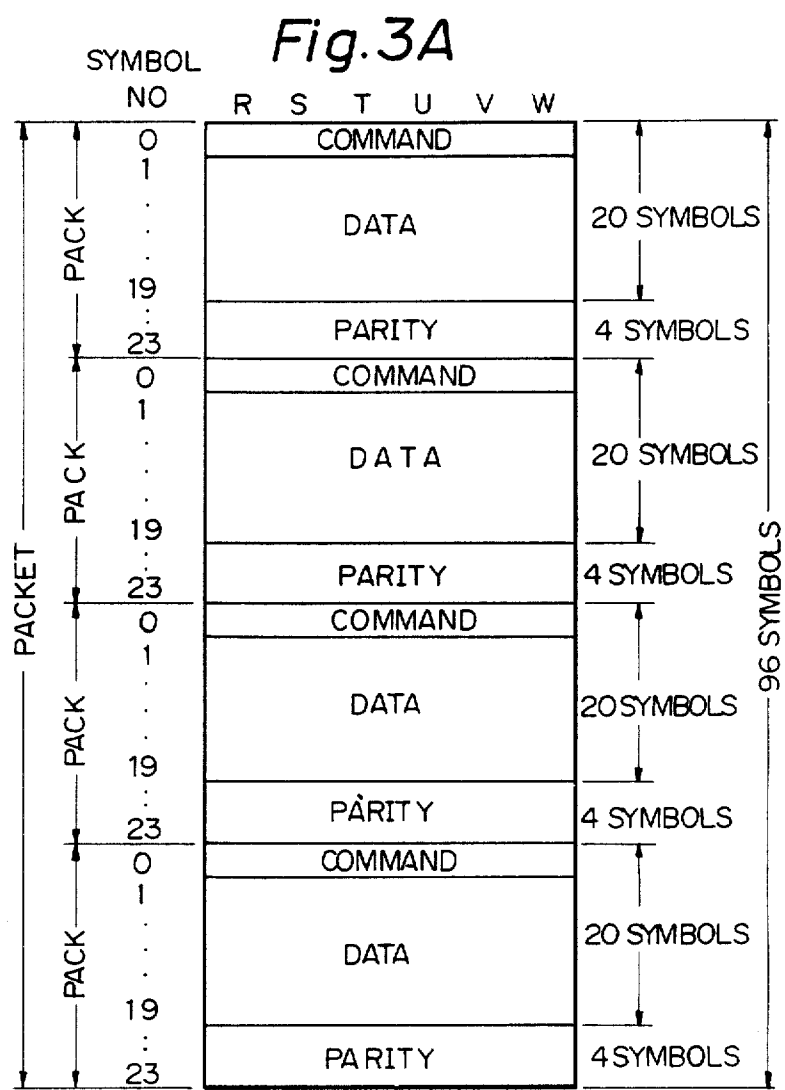 Fig. 3A
SYMBOL
NO
R S T U V W
0 COMMAND
1
DATA 20 SYMBOLS
PACK
19
PARITY 4 SYMBOLS
23
0 COMMAND
1
DATA 20 SYMBOLS
PACK
19
PARITY 4 SYMBOLS
23
PACKET
96 SYMBOLS
0 COMMAND
1
DATA 20 SYMBOLS
PACK
19
PARITY 4 SYMBOLS
23
0 COMMAND
1
DATA 20 SYMBOLS
PACK
19
PARITY 4 SYMBOLS
23